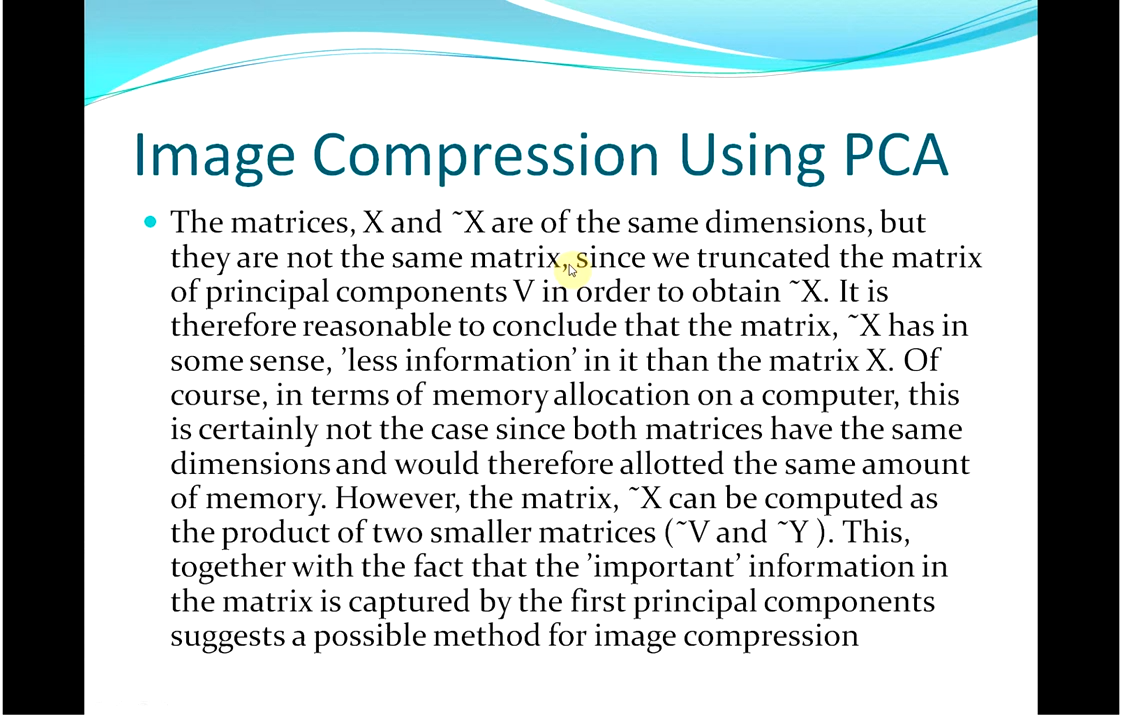 Image Compression Using PCA
• The matrices, X and ˜X are of the same dimensions, but
they are not the same matrix, since we truncated the matrix
of principal components V in order to obtain ˜X. It is
therefore reasonable to conclude that the matrix, ˜X has in
some sense, ’less information’ in it than the matrix X. Of
course, in terms of memory allocation on a computer, this
is certainly not the case since both matrices have the same
dimensions and would therefore allotted the same amount
of memory. However, the matrix, ˜X can be computed as
the product of two smaller matrices (˜V and ˜Y ). This,
together with the fact that the ’important’ information in
the matrix is captured by the first principal components
suggests a possible method for image compression